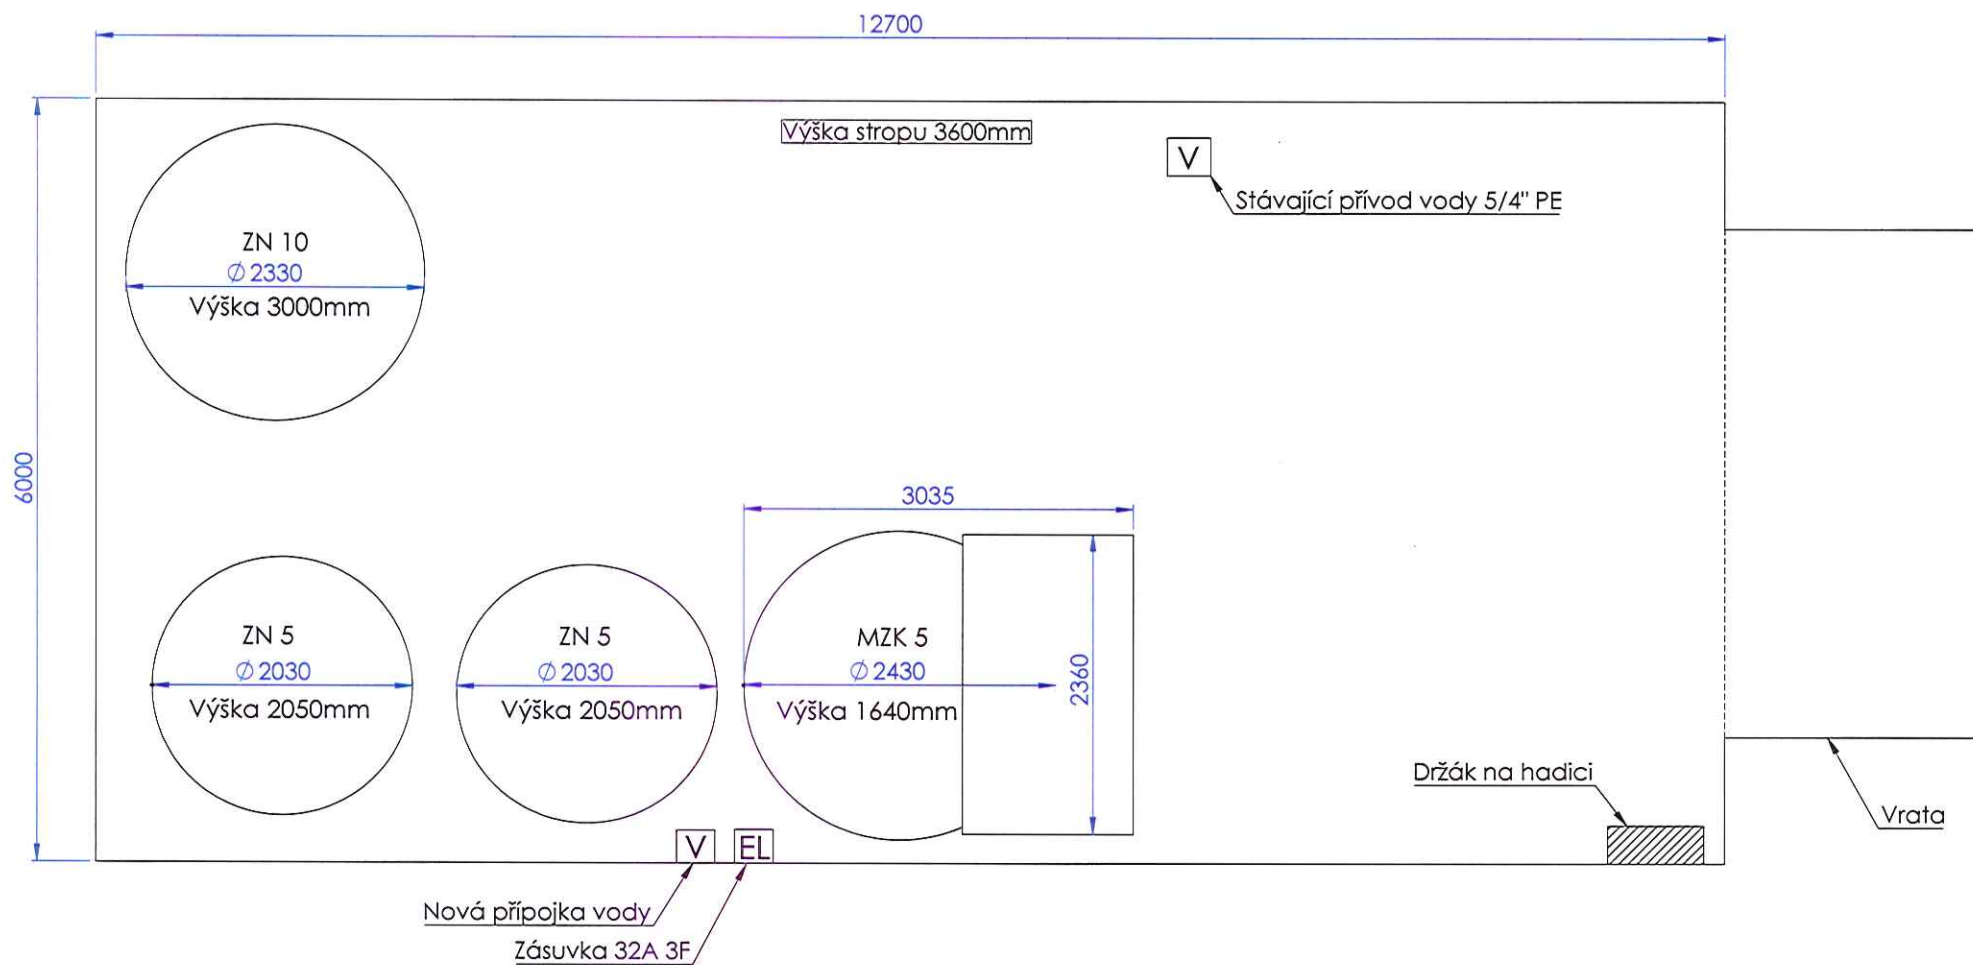 12700
Výška stropu 3600mm
V
Stávající přívod vody 5/4" PE
ZN 10
∅ 2330
Výška 3000mm
6000
3035
ZN 5
∅ 2030
Výška 2050mm
ZN 5
∅ 2030
Výška 2050mm
MZK 5
∅ 2430
Výška 1640mm
2360
Držák na hadici
Vrata
V
EL
Nová přípojka vody
Zásuvka 32A 3F